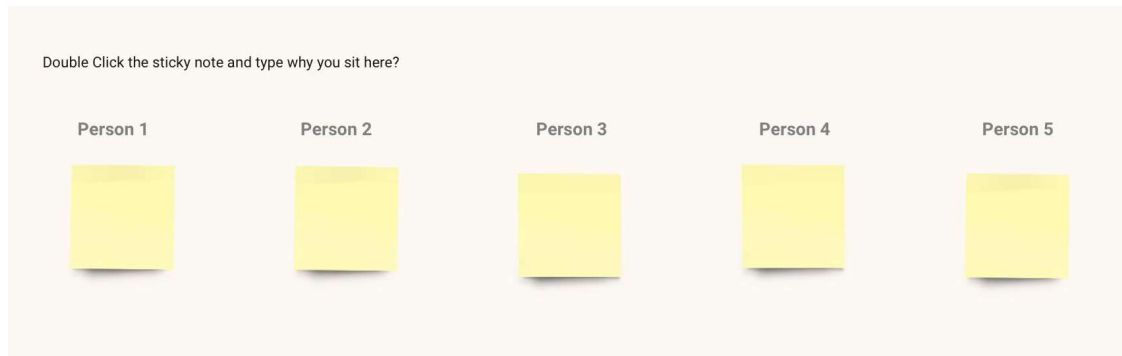 Double Click the sticky note and type why you sit here?
Person 1
Person 2
Person 3
Person 4
Person 5